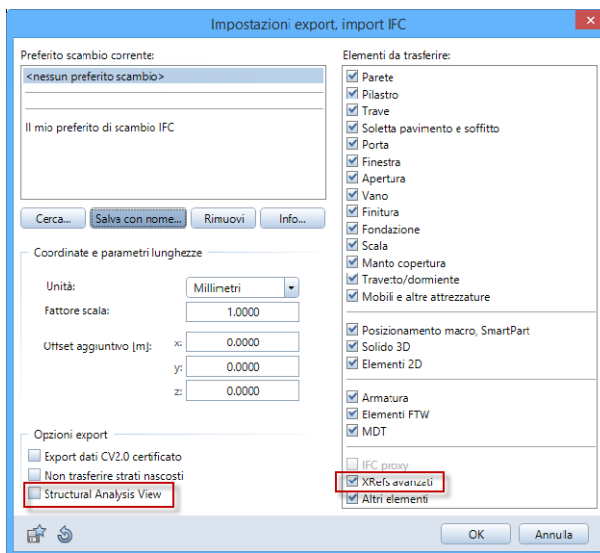 Impostazioni export, import IFC
Preferito scambio corrente:
<nessun preferito scambio>
Il mio preferito di scambio IFC
Cerca...
Salva con nome...
Rimuovi
Info...
Coordinate e parametri lunghezze
Unità:
Millimetri
Fattore scala:
1.0000
Offset aggiuntivo [m]:
x:
0.0000
y:
0.0000
z:
0.0000
Opzioni export
Export dati CV2.0 certificato
Non trasferire strati nascosti
Structural Analysis View
Elementi da trasferire:
Parete
Pilastro
Trave
Soletta pavimento e soffitto
Porta
Finestra
Apertura
Vano
Finitura
Fondazione
Scala
Manto copertura
Travetto/dormiente
Mobili e altre attrezzature
Posizionamento macro, SmartPart
Solido 3D
Elementi 2D
Armatura
Elementi FTW
MDT
IFC proxy
XRefs avanzati
Altri elementi
OK
Annulla